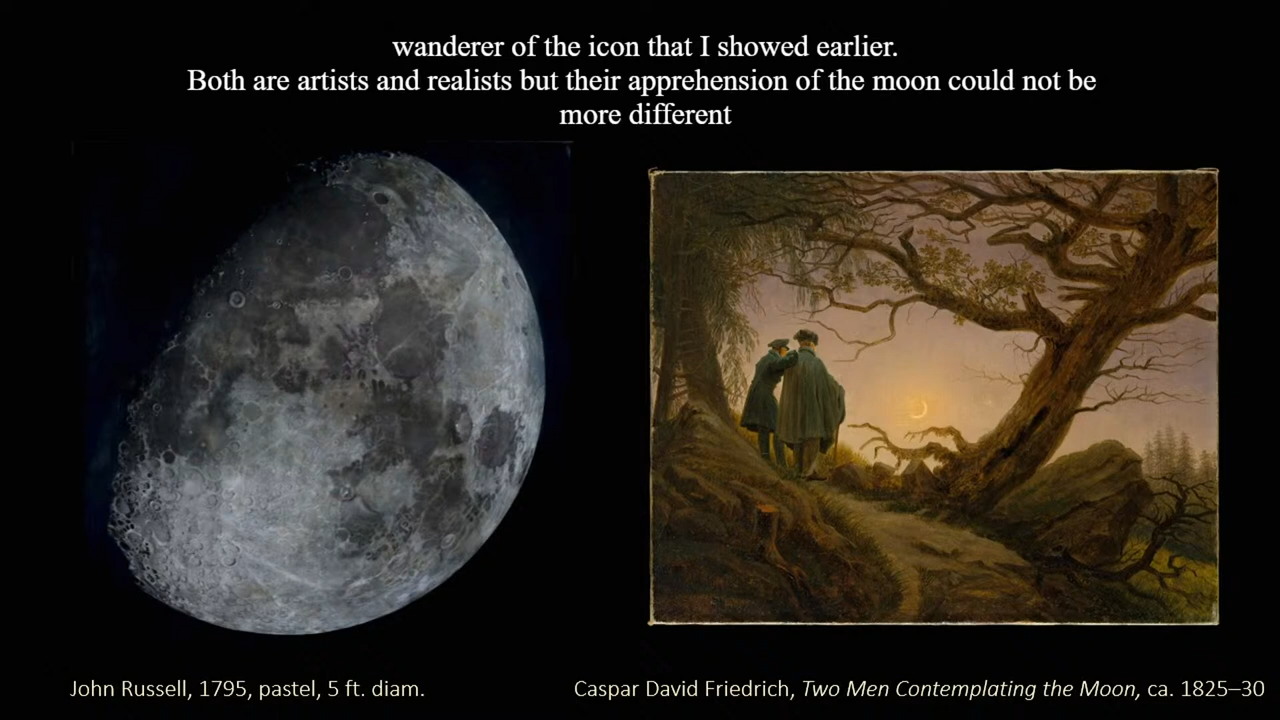 wanderer of the icon that I showed earlier.
Both are artists and realists but their apprehension of the moon could not be
more different
John Russell, 1795, pastel, 5 ft. diam.
Caspar David Friedrich, Two Men Contemplating the Moon, ca. 1825–30